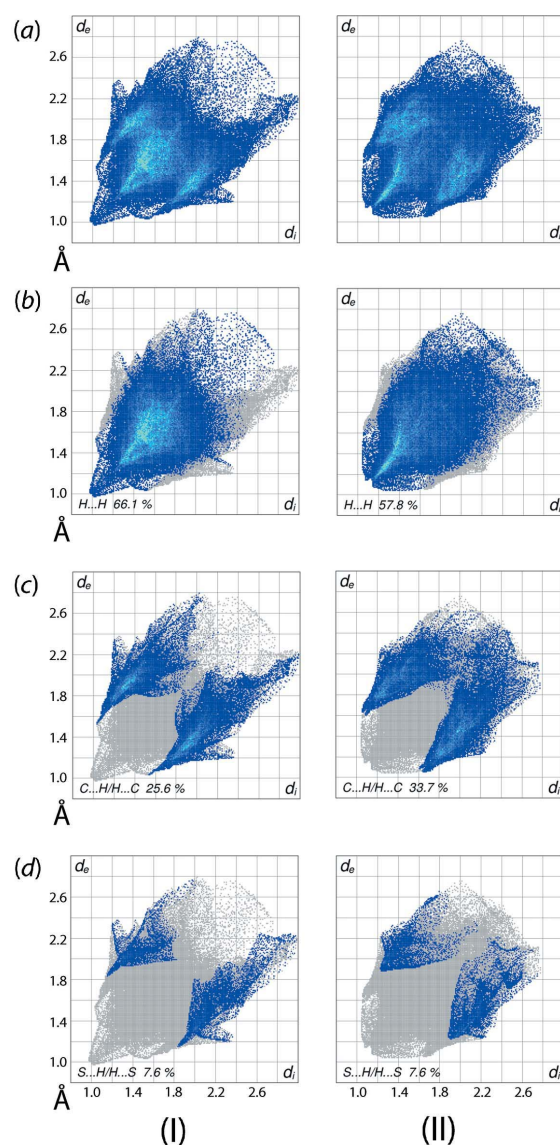 (a)
de
2.6
2.2
1.8
1.4
1.0
Å
di
de
di
(b)
de
2.6
2.2
1.8
1.4
1.0
Å
H...H 66.1 %
di
de
H...H 57.8 %
di
(c)
de
2.6
2.2
1.8
1.4
1.0
Å
C...H/H...C 25.6 %
di
de
C...H/H...C 33.7 %
di
(d)
de
2.6
2.2
1.8
1.4
1.0
Å
S...H/H...S 7.6 %
di
de
S...H/H...S 7.6 %
di
1.0 1.4 1.8 2.2 2.6
1.0 1.4 1.8 2.2 2.6
(I)
(II)